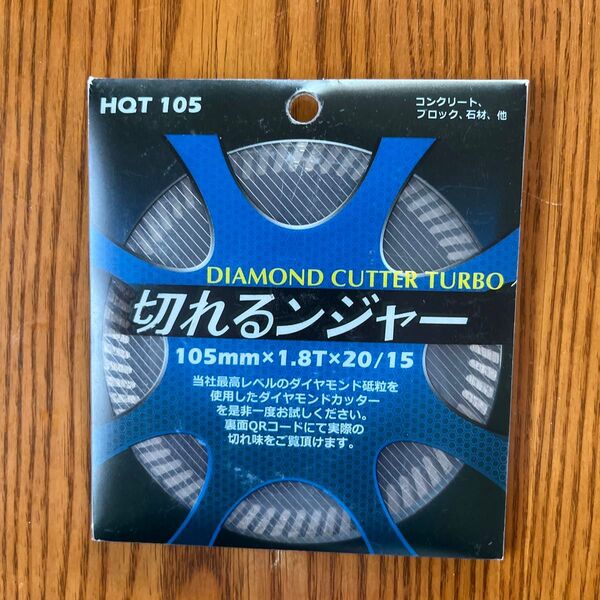 HQT 105
コンクリート、
ブロック、石材、他
DIAMOND CUTTER TURBO
切れるンジャー
105mm×1.8T×20/15
当社最高レベルのダイヤモンド砥粒を
使用したダイヤモンドカッター
を是非一度お試しください。
裏面QRコードにて実際の
切れ味をご覧頂けます。